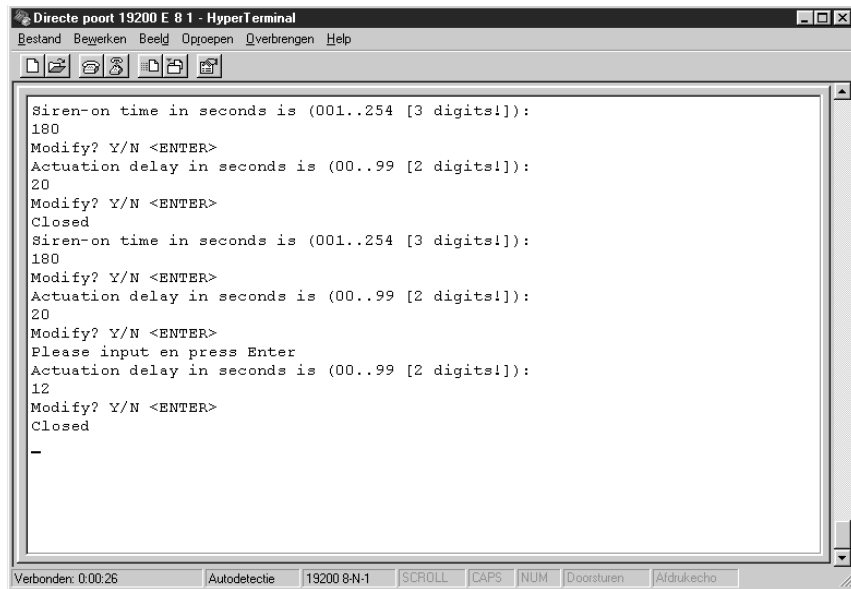 Directe poort 19200 E 8 1 - HyperTerminal
Bestand Bewerken Beeld Oproepen Overbrengen Help
Siren-on time in seconds is (001..254 [3 digits!]):
180
Modify? Y/N <ENTER>
Actuation delay in seconds is (00..99 [2 digits!]):
20
Modify? Y/N <ENTER>
Closed
Siren-on time in seconds is (001..254 [3 digits!]):
180
Modify? Y/N <ENTER>
Actuation delay in seconds is (00..99 [2 digits!]):
20
Modify? Y/N <ENTER>
Please input en press Enter
Actuation delay in seconds is (00..99 [2 digits!]):
12
Modify? Y/N <ENTER>
Closed
_
Verbonden: 0:00:26 Autodetectie 19200 8-N-1 SCROLL CAPS NUM Doorsturen Afdrukecho